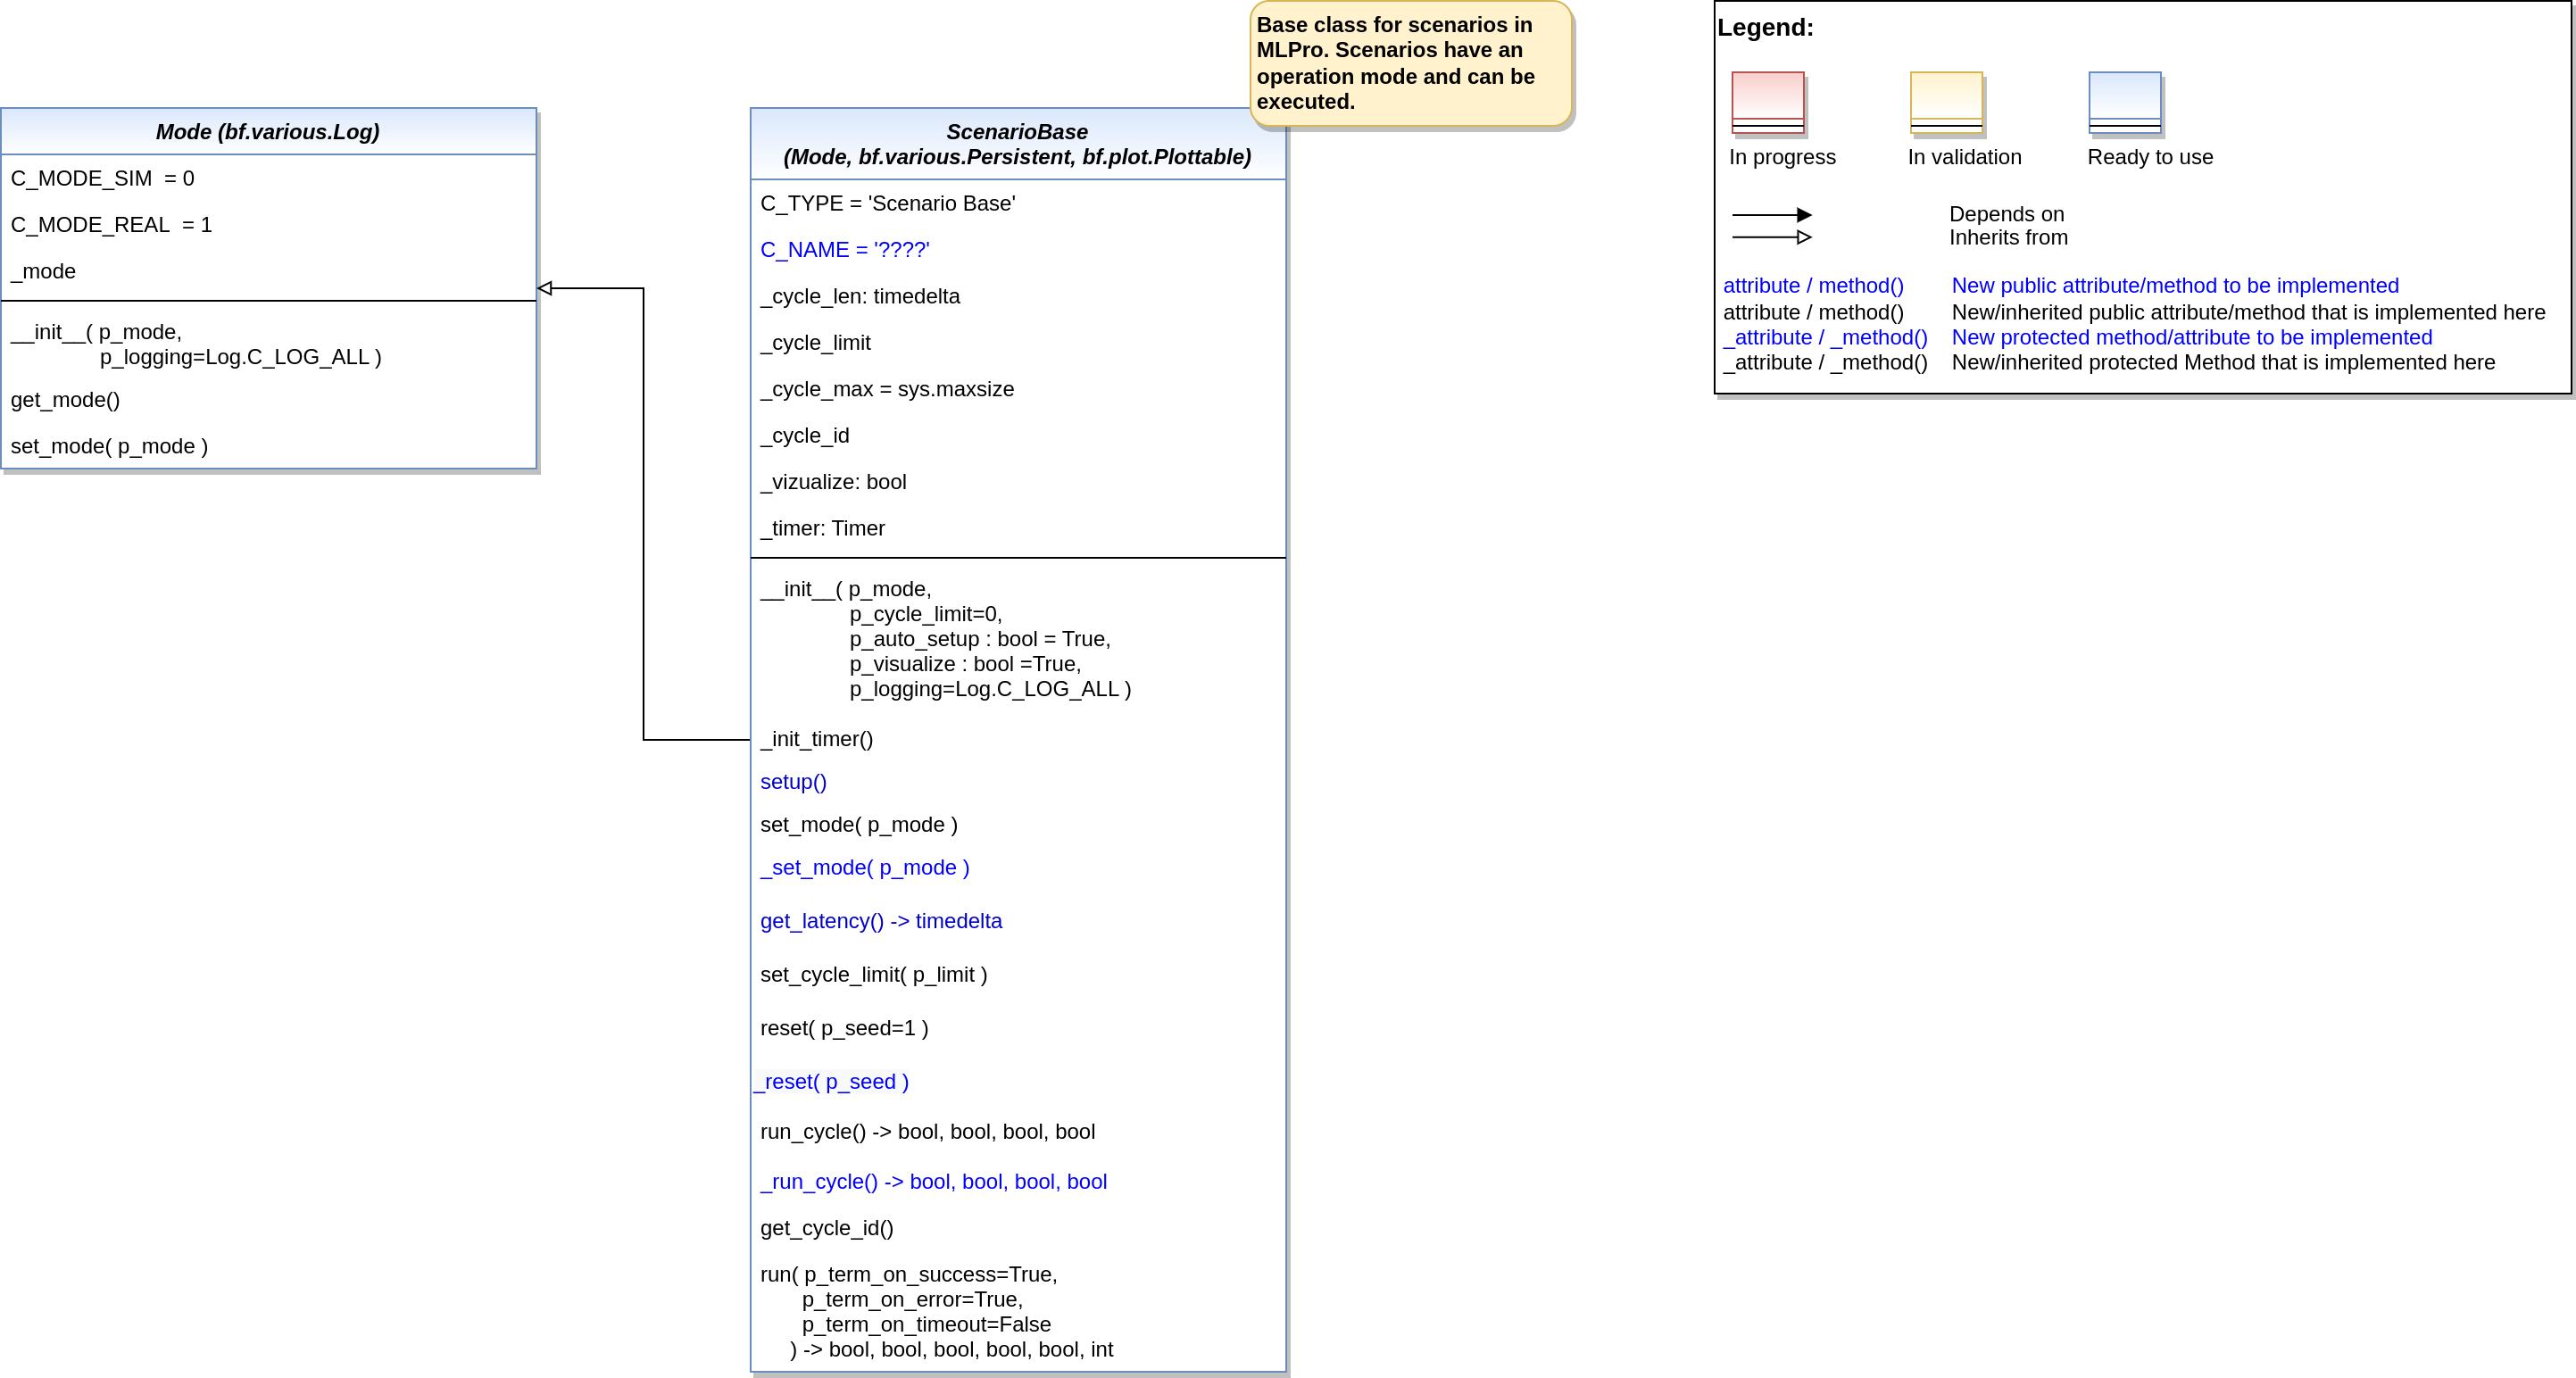 Mode (bf.various.Log)
C_MODE_SIM  = 0
C_MODE_REAL  = 1
_mode
__init__( p_mode,
p_logging=Log.C_LOG_ALL )
get_mode()
set_mode( p_mode )
Base class for scenarios in
MLPro. Scenarios have an
operation mode and can be
executed.
ScenarioBase
(Mode, bf.various.Persistent, bf.plot.Plottable)
C_TYPE = 'Scenario Base'
C_NAME = '????'
_cycle_len: timedelta
_cycle_limit
_cycle_max = sys.maxsize
_cycle_id
_vizualize: bool
_timer: Timer
__init__( p_mode,
p_cycle_limit=0,
p_auto_setup : bool = True,
p_visualize : bool =True,
p_logging=Log.C_LOG_ALL )
_init_timer()
setup()
set_mode( p_mode )
_set_mode( p_mode )
get_latency() -> timedelta
set_cycle_limit( p_limit )
reset( p_seed=1 )
_reset( p_seed )
run_cycle() -> bool, bool, bool, bool
_run_cycle() -> bool, bool, bool, bool
get_cycle_id()
run( p_term_on_success=True,
p_term_on_error=True,
p_term_on_timeout=False
) -> bool, bool, bool, bool, bool, int
Legend:
In progress In validation Ready to use
Depends on
Inherits from
attribute / method() New public attribute/method to be implemented
attribute / method() New/inherited public attribute/method that is implemented here
_attribute / _method() New protected method/attribute to be implemented
_attribute / _method() New/inherited protected Method that is implemented here